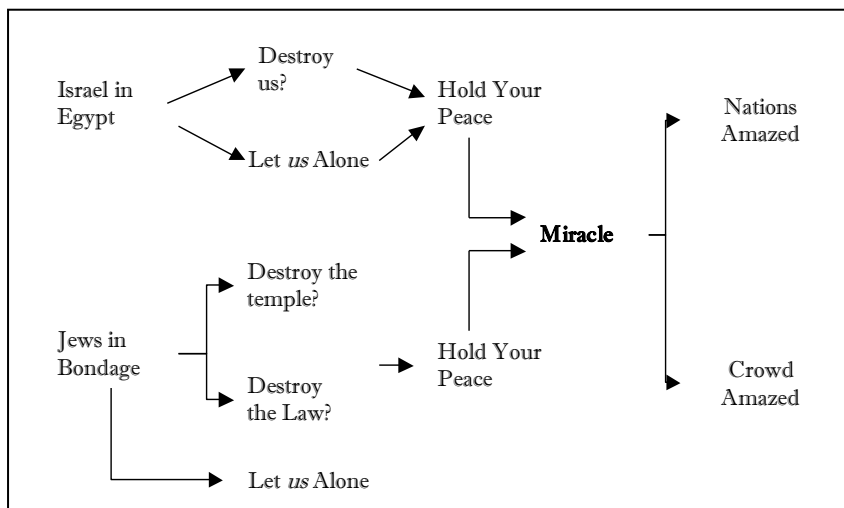 Israel in
Egypt
Destroy
us?
Let us Alone
Hold Your
Peace
Nations
Amazed
Miracle
Jews in
Bondage
Destroy the
temple?
Destroy
the Law?
Let us Alone
Hold Your
Peace
Crowd
Amazed